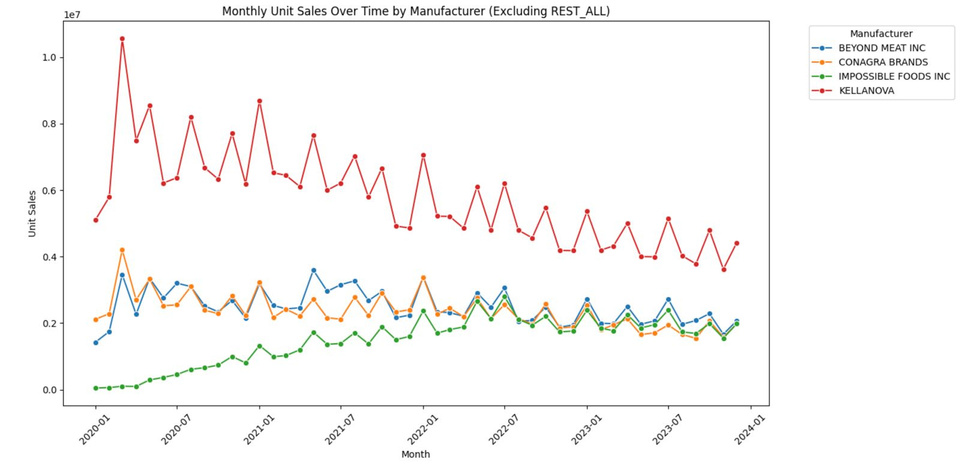 Monthly Unit Sales Over Time by Manufacturer (Excluding REST_ALL)
1e7
Manufacturer
BEYOND MEAT INC
CONAGRA BRANDS
IMPOSSIBLE FOODS INC
KELLANOVA
1.0
0.8
0.6
0.4
0.2
0.0
Unit Sales
2020-01
2020-07
2021-01
2021-07
2022-01
2022-07
2023-01
2023-07
2024-01
Month